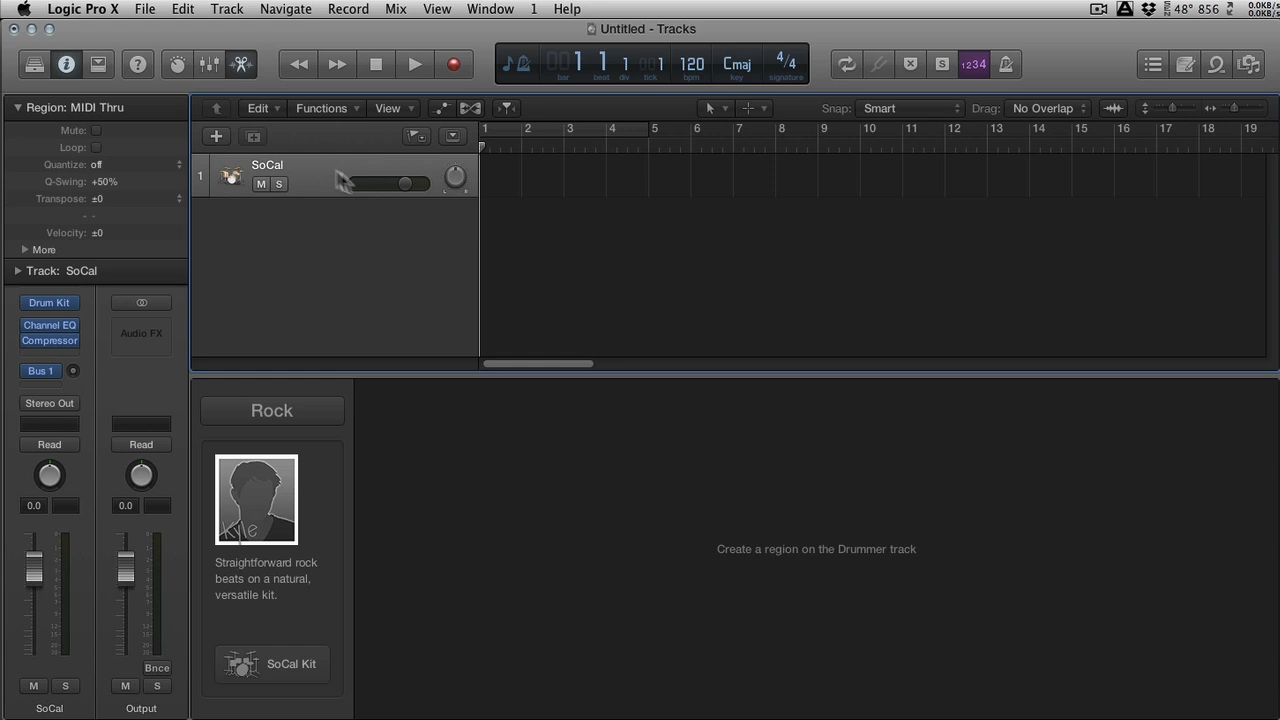 Logic Pro X File Edit Track Navigate Record Mix View Window 1 Help 48° 856 0.0KB/s
0.0KB/s
Untitled - Tracks
1 1 1 1 120 Cmaj 4/4
bar beat div tick bpm key signature
1234
S
Region: MIDI Thru
Edit Functions View Snap: Smart Drag: No Overlap
Mute:
Loop:
Quantize: off
Q-Swing: +50%
Transpose: ±0
Velocity: ±0
More
1 2 3 4 5 6 7 8 9 10 11 12 13 14 15 16 17 18 19
1 SoCal
M S
L R
Track: SoCal
Drum Kit
Channel EQ Audio FX
Compressor
Bus 1
Stereo Out
Read Read
0.0 0.0
Bnce
M S M S
SoCal Output
Rock
kyle
Straightforward rock
beats on a natural,
versatile kit.
SoCal Kit
Create a region on the Drummer track